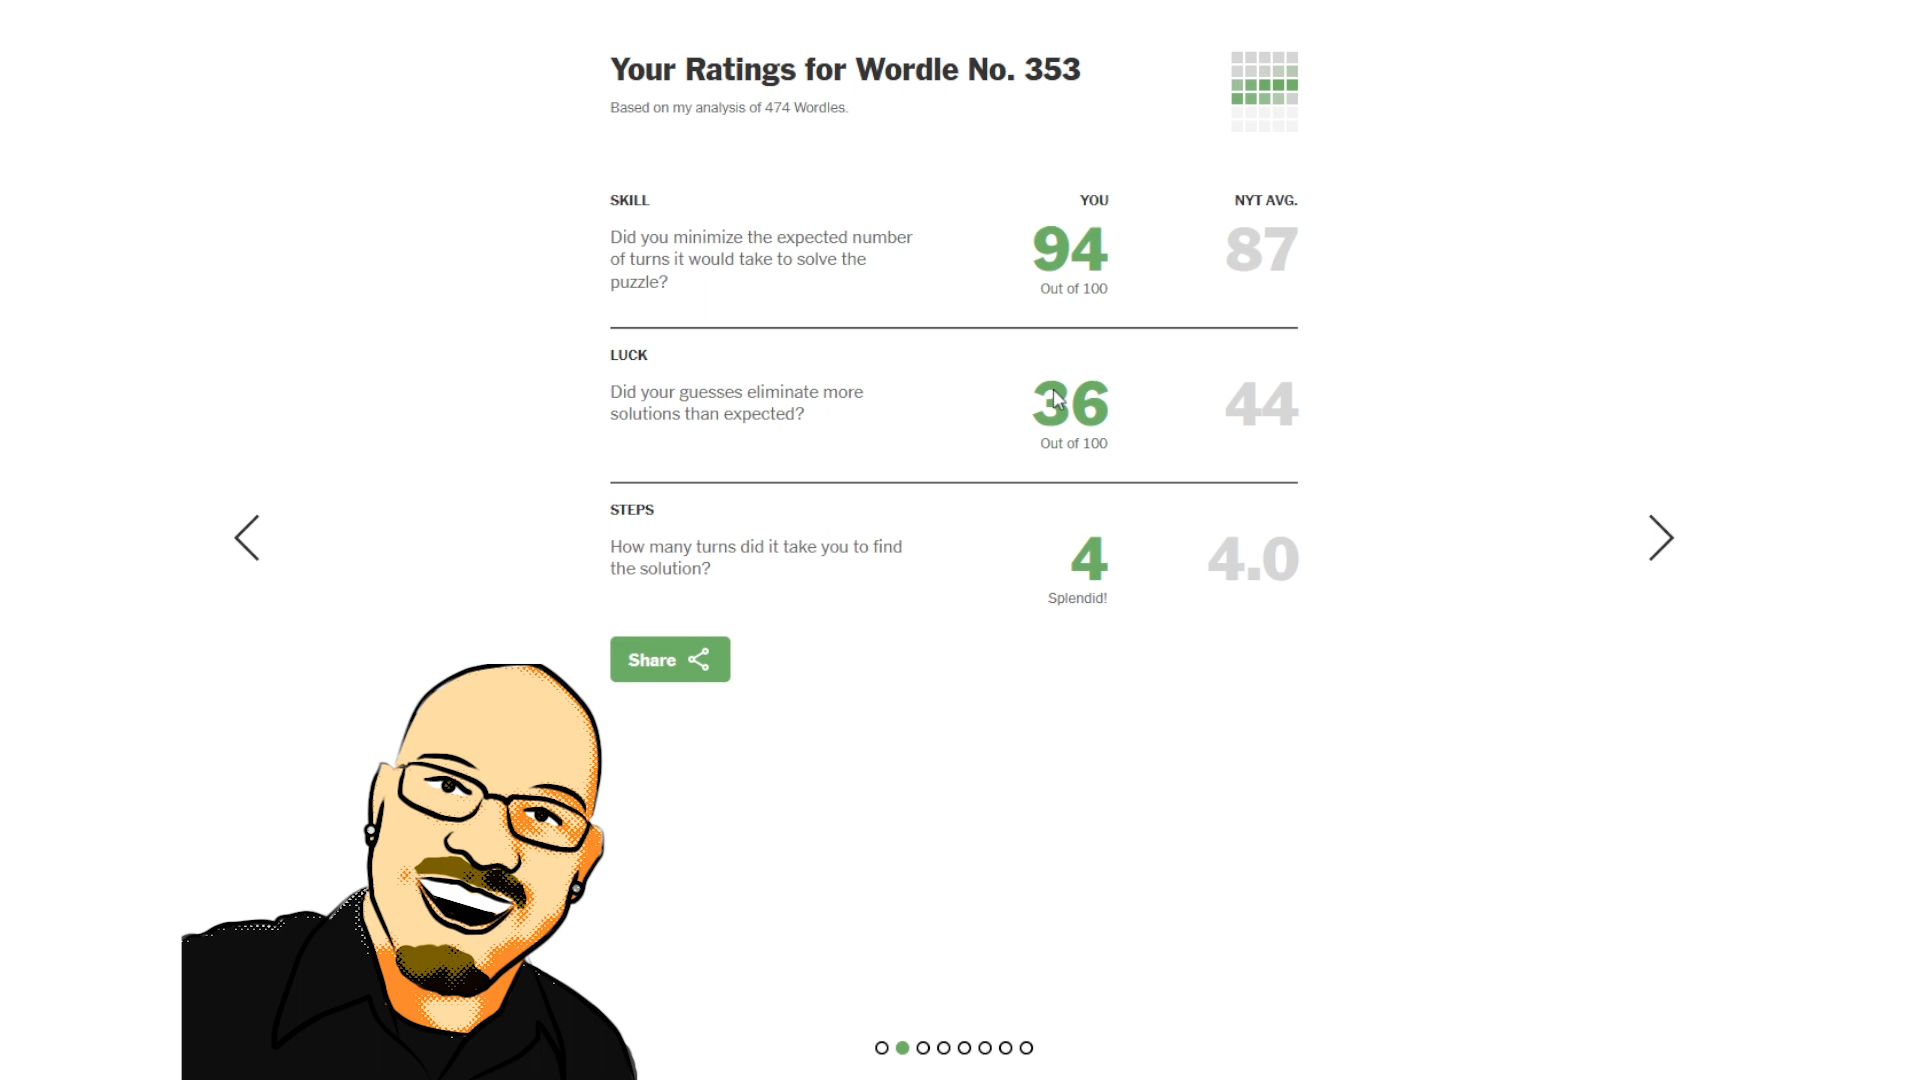 Your Ratings for Wordle No. 353
Based on my analysis of 474 Wordles.
SKILL YOU NYT AVG.
Did you minimize the expected number
of turns it would take to solve the
puzzle?
94 87
Out of 100
LUCK
Did your guesses eliminate more
solutions than expected?
36 44
Out of 100
STEPS
How many turns did it take you to find
the solution?
4 4.0
Splendid!
Share